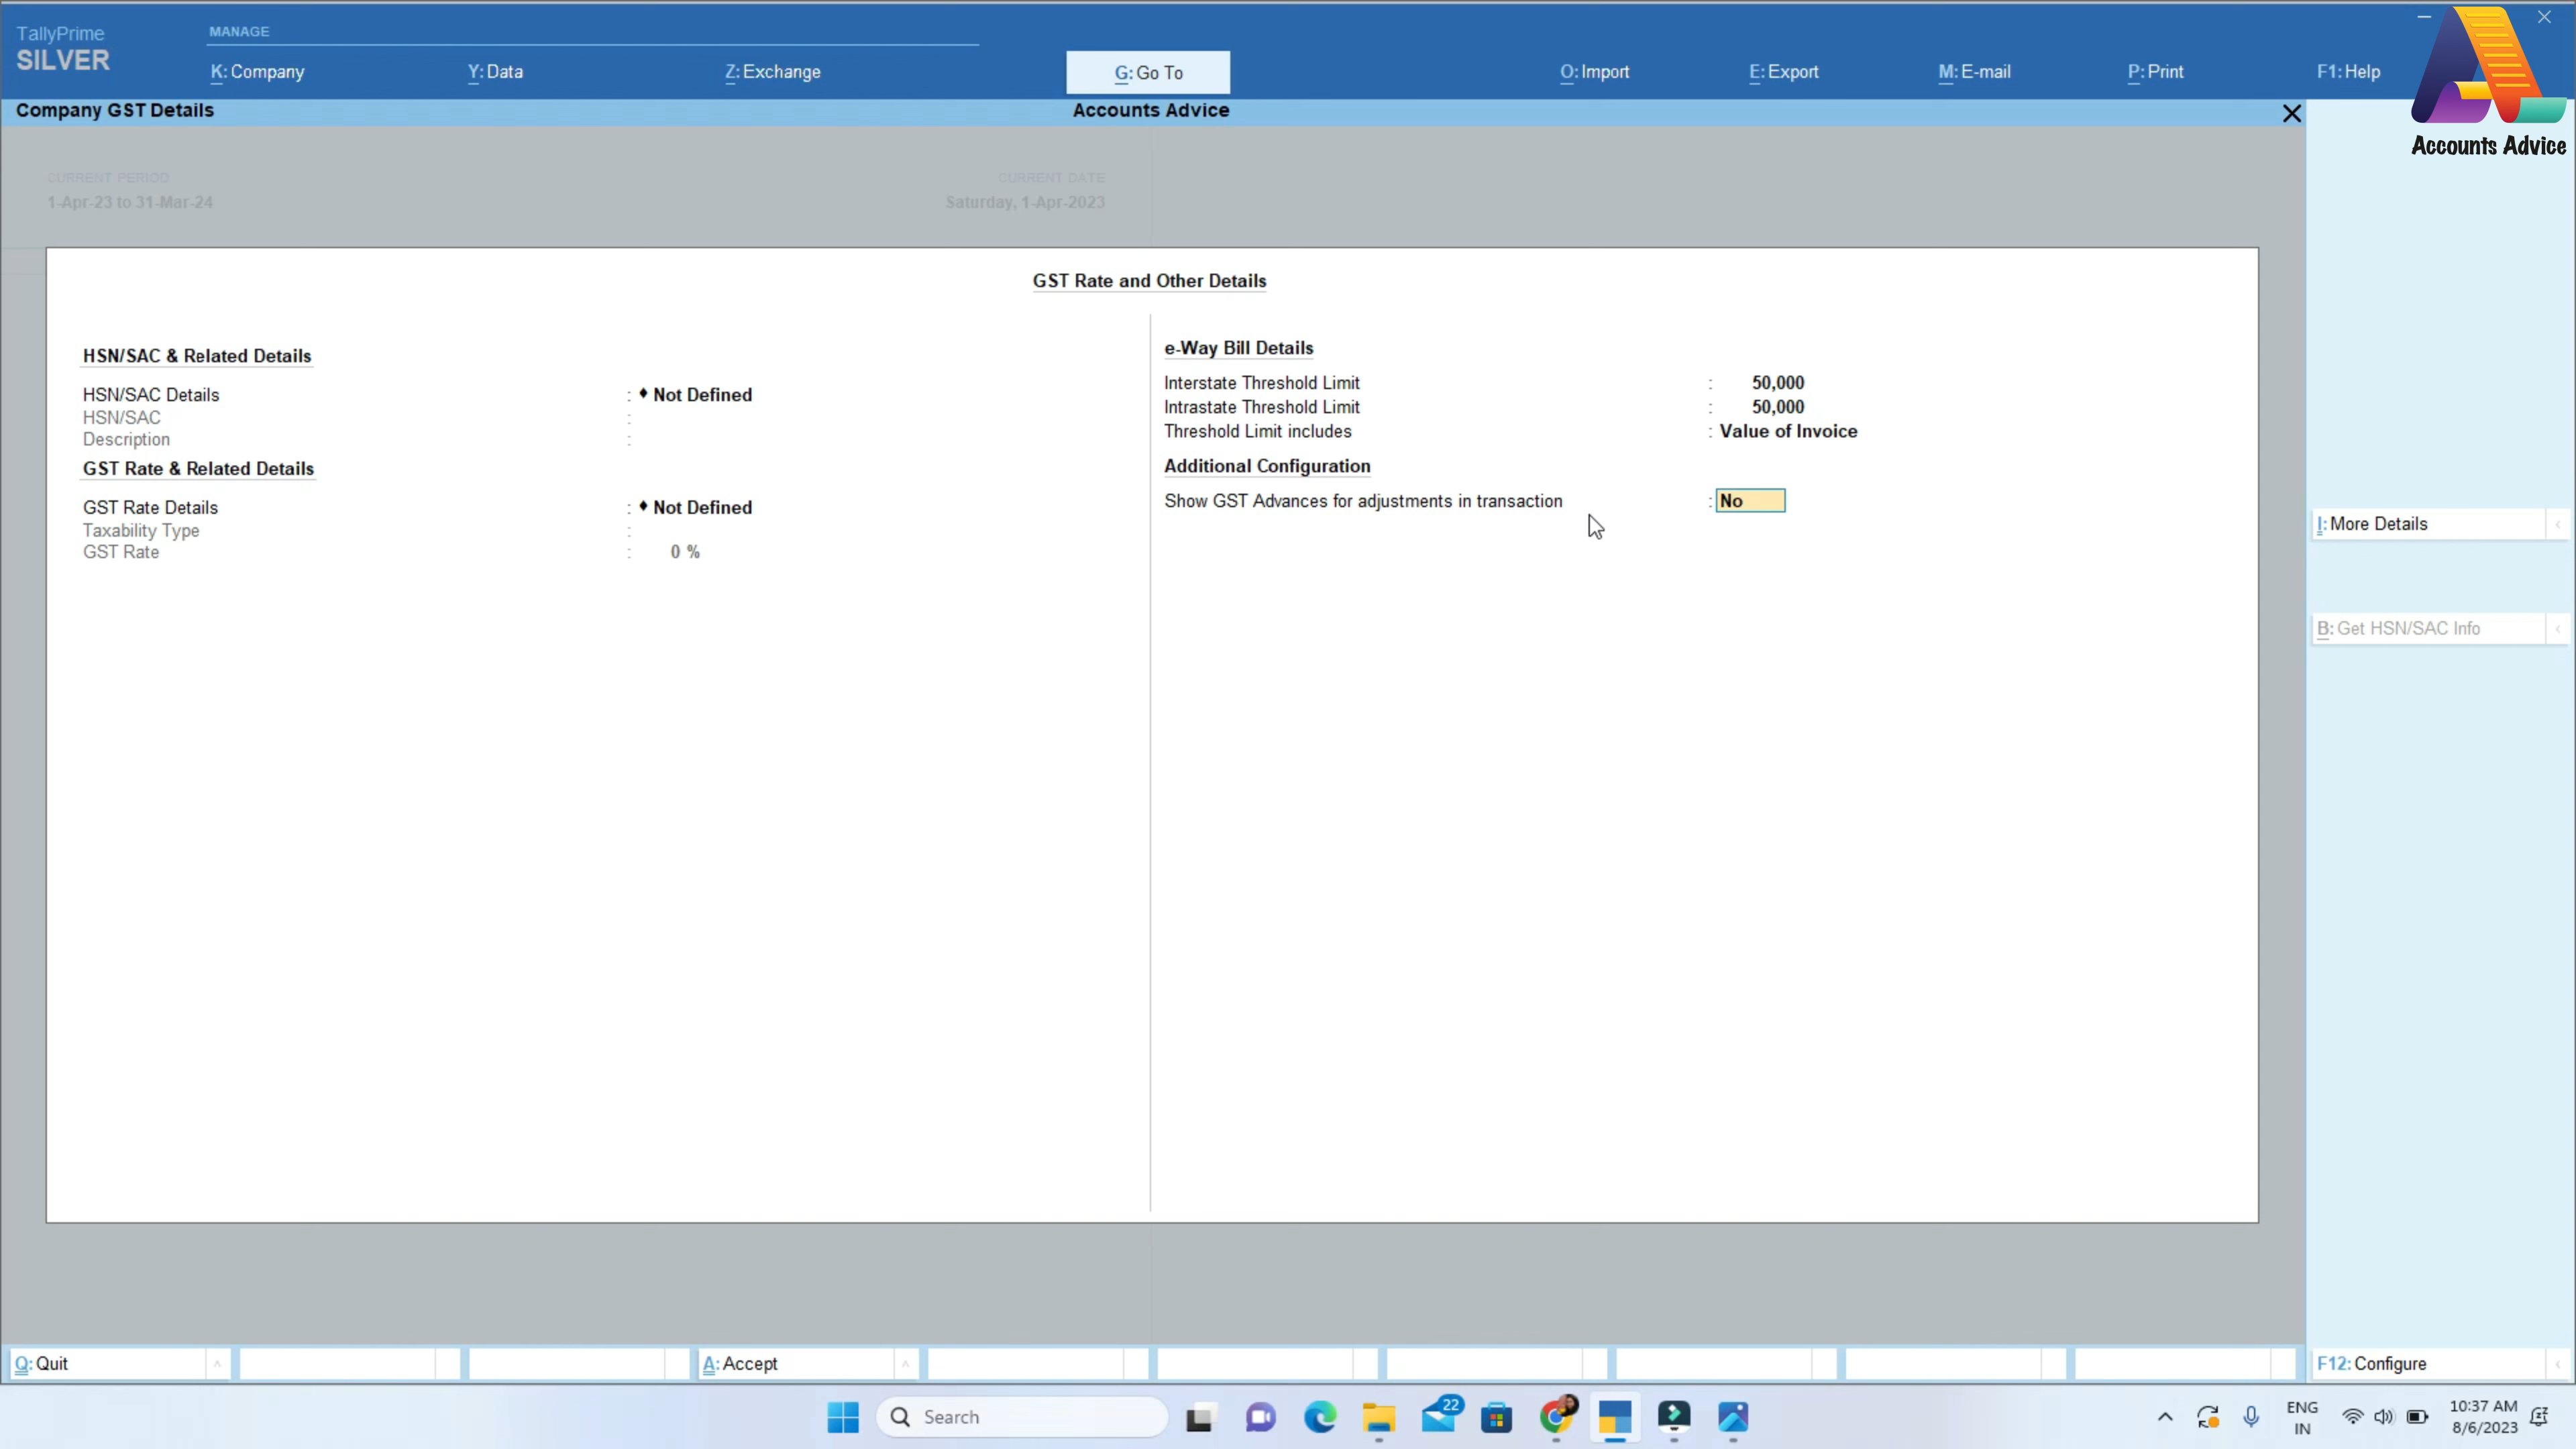 TallyPrime
SILVER
MANAGE
K: Company
Y: Data
Z: Exchange
G: Go To
O: Import
E: Export
M: E-mail
P: Print
F1: Help
Accounts Advice
Company GST Details
Accounts Advice
CURRENT PERIOD
1-Apr-23 to 31-Mar-24
CURRENT DATE
Saturday, 1-Apr-2023
GST Rate and Other Details
HSN/SAC & Related Details
HSN/SAC Details : ♦ Not Defined
HSN/SAC :
Description :
GST Rate & Related Details
GST Rate Details : ♦ Not Defined
Taxability Type :
GST Rate : 0 %
e-Way Bill Details
Interstate Threshold Limit : 50,000
Intrastate Threshold Limit : 50,000
Threshold Limit includes : Value of Invoice
Additional Configuration
Show GST Advances for adjustments in transaction : No
I: More Details
B: Get HSN/SAC Info
Q: Quit
A: Accept
F12: Configure
Search
22
ENG
IN
10:37 AM
8/6/2023